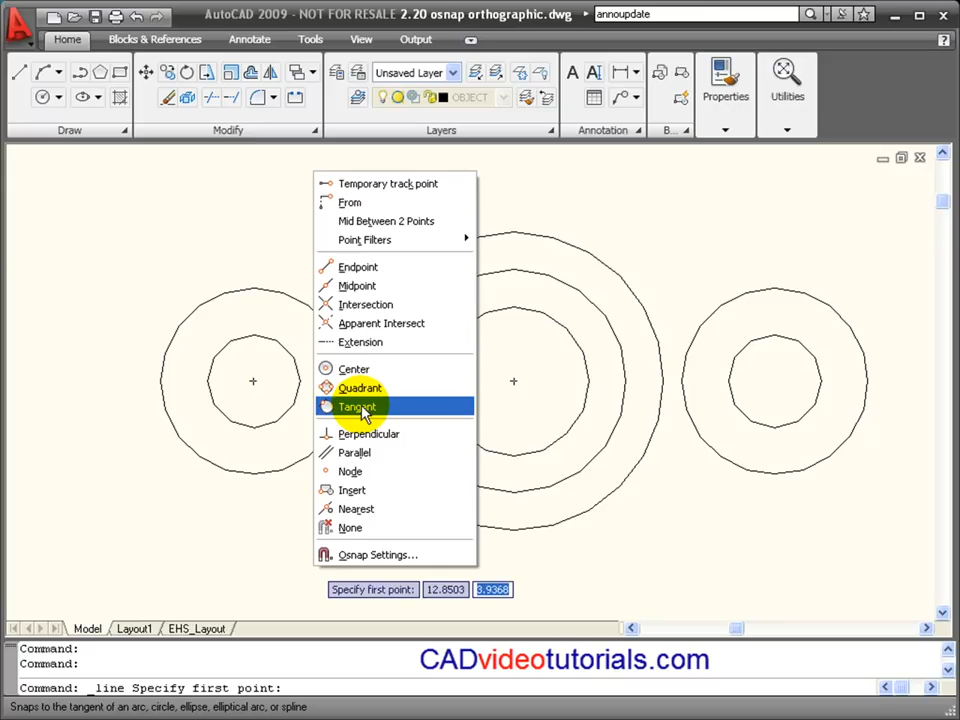 AutoCAD 2009 - NOT FOR RESALE 2.20 osnap orthographic.dwg
annoupdate
Home
Blocks & References
Annotate
Tools
View
Output
Unsaved Layer
OBJECT
Properties
Utilities
Draw
Modify
Layers
Annotation
B...
Temporary track point
From
Mid Between 2 Points
Point Filters
Endpoint
Midpoint
Intersection
Apparent Intersect
Extension
Center
Quadrant
Tangent
Perpendicular
Parallel
Node
Insert
Nearest
None
Osnap Settings...
Specify first point: 12.8503 3.9368
Model Layout1 EHS_Layout
Command:
Command:
CADvideotutorials.com
Command: _line Specify first point:
Snaps to the tangent of an arc, circle, ellipse, elliptical arc, or spline